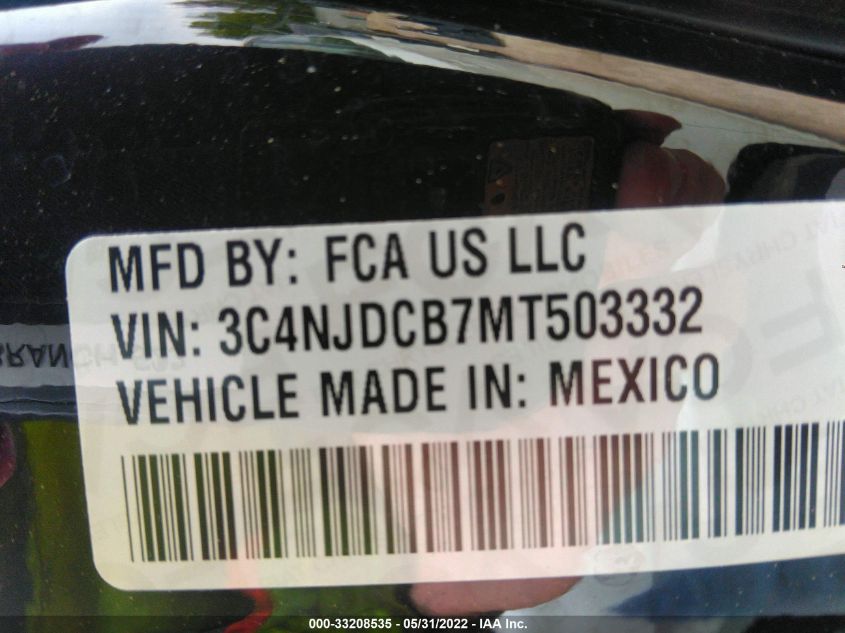 MFD BY: FCA US LLC
VIN: 3C4NJDCB7MT503332
VEHICLE MADE IN: MEXICO
000-33208535 - 05/31/2022 - IAA Inc.